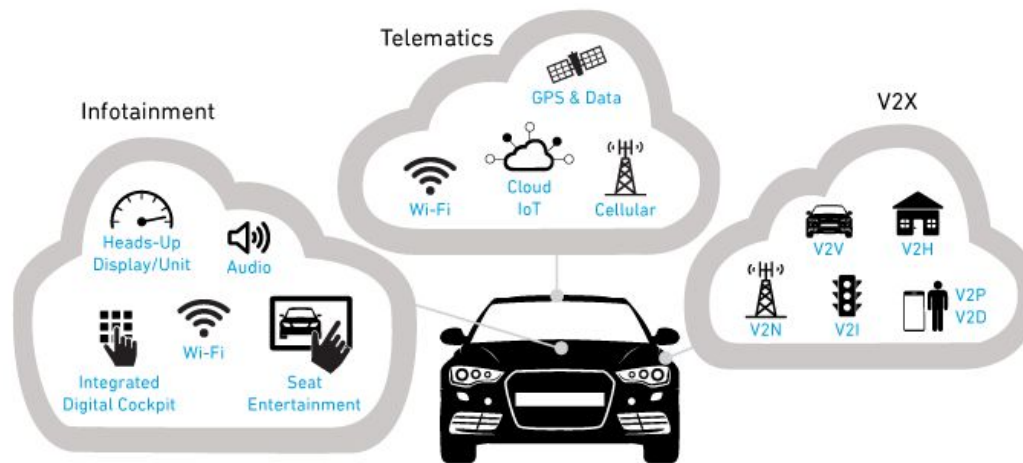 Telematics
GPS & Data
Wi-Fi
Cloud
IoT
Cellular
Infotainment
Heads-Up
Display/Unit
Audio
Integrated
Digital Cockpit
Wi-Fi
Seat
Entertainment
V2X
V2V
V2H
V2N
V2I
V2P
V2D